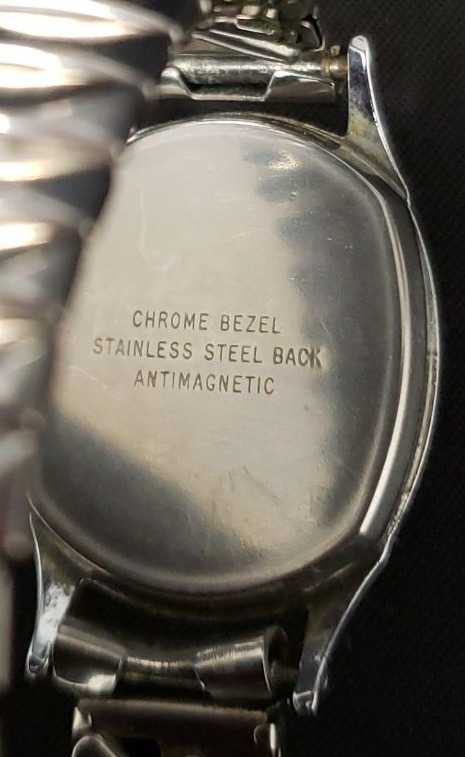 CHROME BEZEL
STAINLESS STEEL BACK
ANTIMAGNETIC